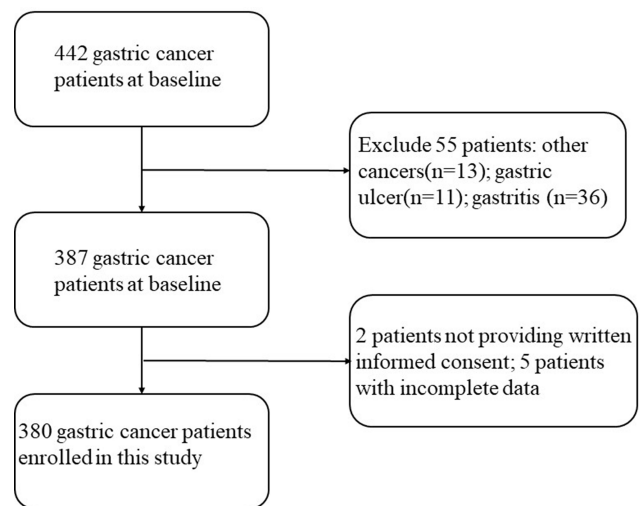 442 gastric cancer
patients at baseline
Exclude 55 patients: other
cancers(n=13); gastric
ulcer(n=11); gastritis (n=36)
387 gastric cancer
patients at baseline
2 patients not providing written
informed consent; 5 patients
with incomplete data
380 gastric cancer patients
enrolled in this study